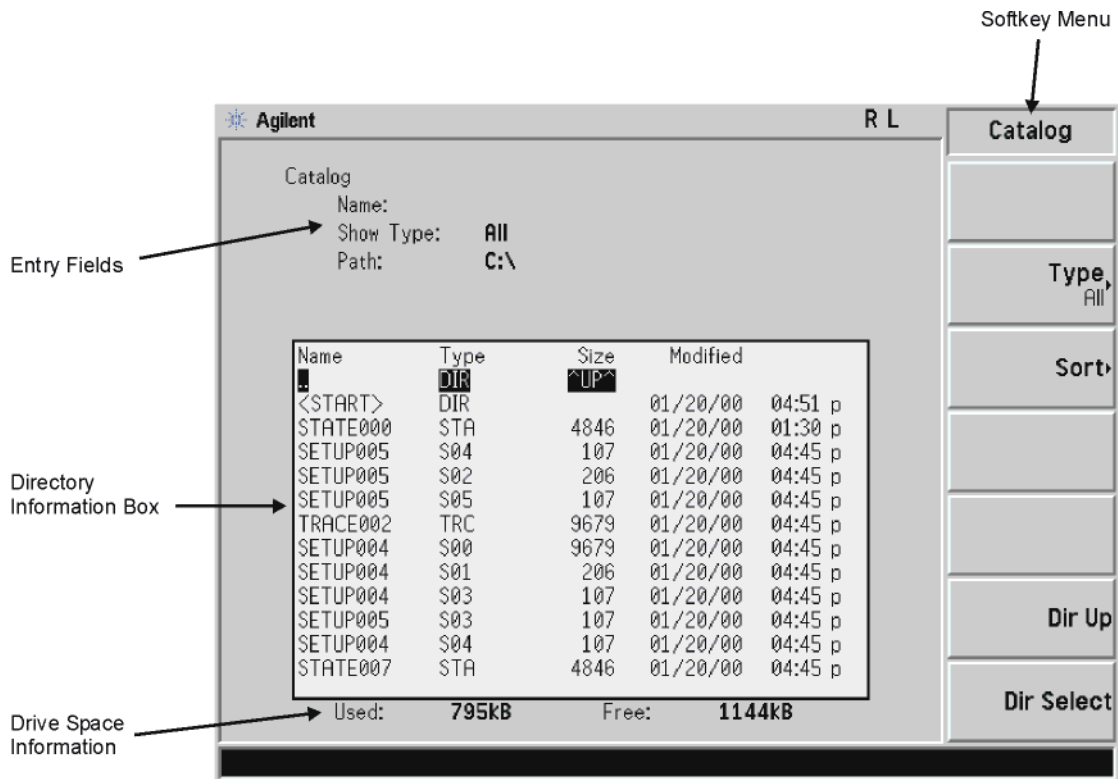 Softkey Menu
Agilent R L
Catalog
Catalog
Name:
Show Type: All
Path: C:\
Entry Fields
Type
All
Sort
Name Type Size Modified
.. DIR ^UP^
<START> DIR 01/20/00 04:51 p
STATE000 STA 4846 01/20/00 01:30 p
SETUP005 S04 107 01/20/00 04:45 p
SETUP005 S02 206 01/20/00 04:45 p
SETUP005 S05 107 01/20/00 04:45 p
TRACE002 TRC 9679 01/20/00 04:45 p
SETUP004 S00 9679 01/20/00 04:45 p
SETUP004 S01 206 01/20/00 04:45 p
SETUP004 S03 107 01/20/00 04:45 p
SETUP005 S03 107 01/20/00 04:45 p
SETUP004 S04 107 01/20/00 04:45 p
STATE007 STA 4846 01/20/00 04:45 p
Directory
Information Box
Dir Up
Dir Select
Used: 795kB Free: 1144kB
Drive Space
Information